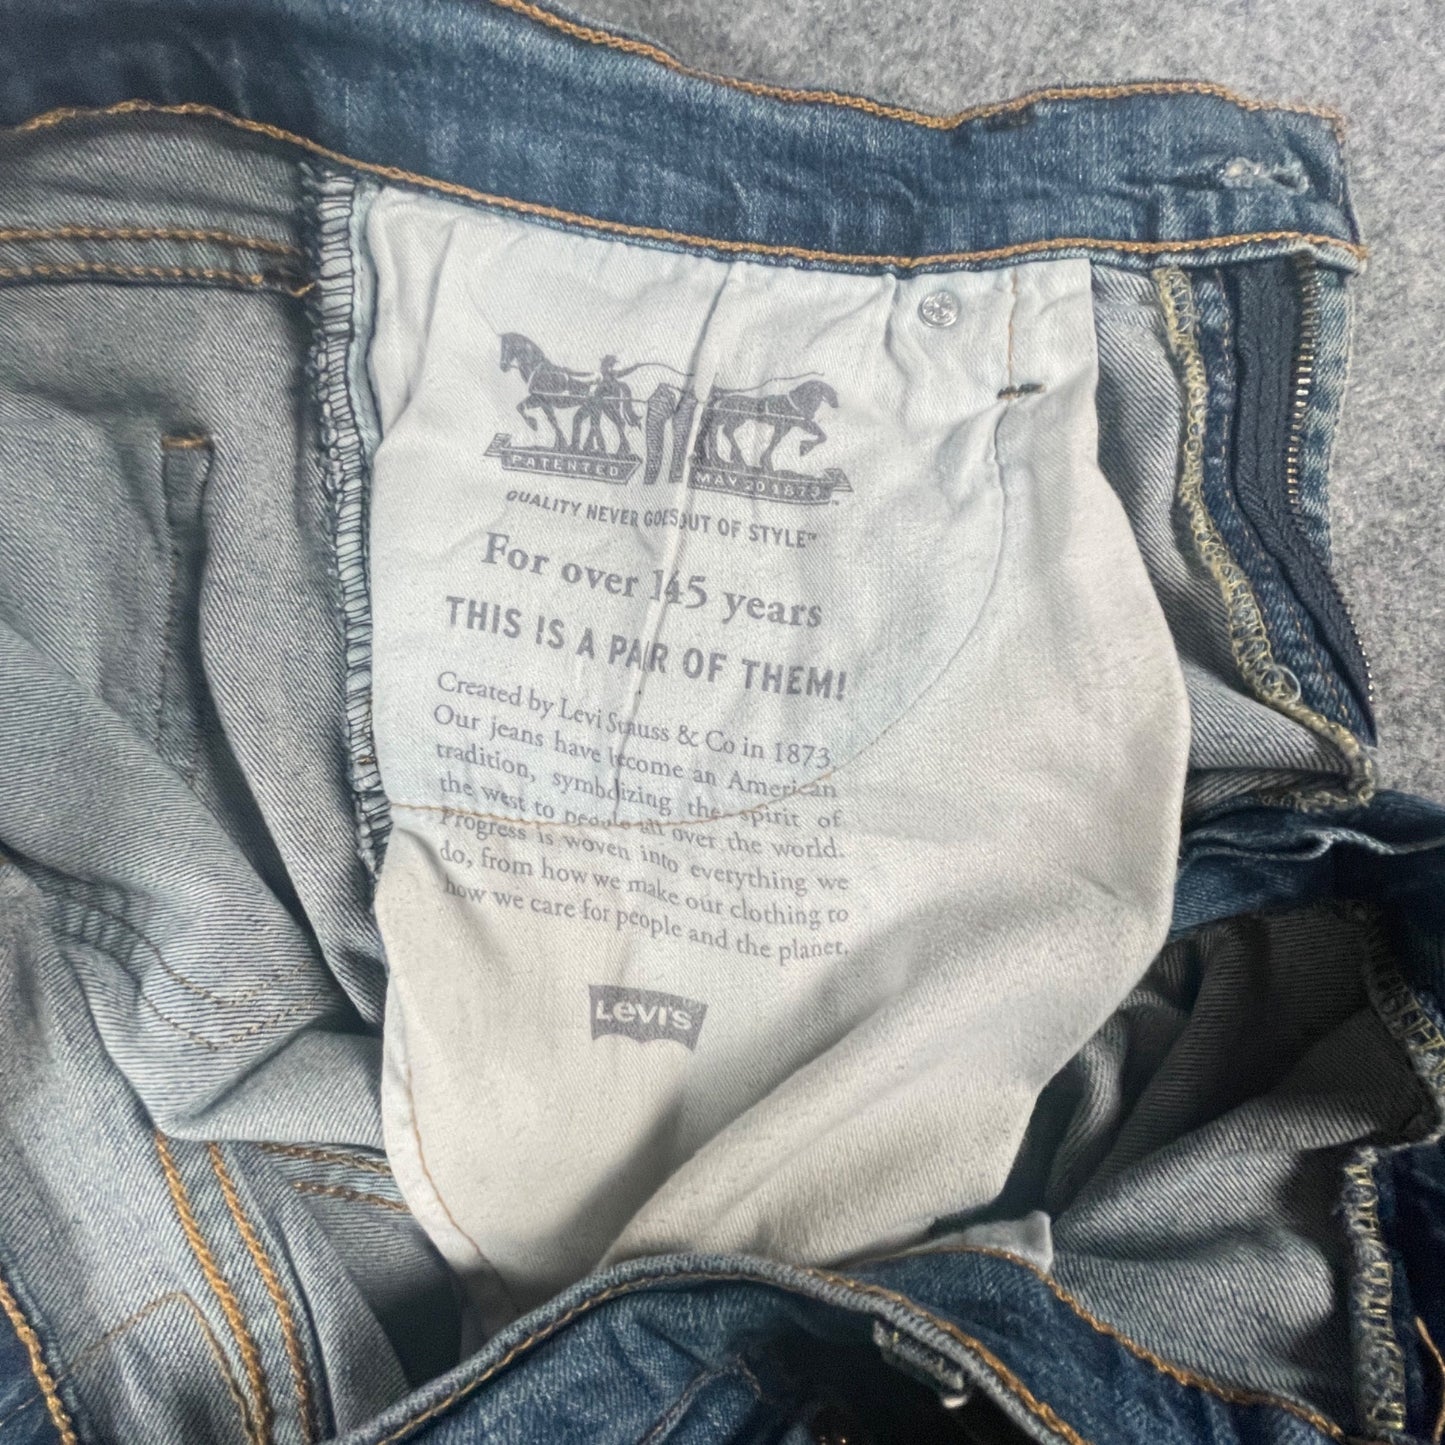 PATENTED MAY 20 1873
QUALITY NEVER GOES OUT OF STYLE™
For over 145 years
THIS IS A PAIR OF THEM!
Created by Levi Strauss & Co in 1873.
Our jeans have become an American
tradition, symbolizing the spirit of
the west to people all over the world.
Progress is woven into everything we
do, from how we make our clothing to
how we care for people and the planet.
Levi's